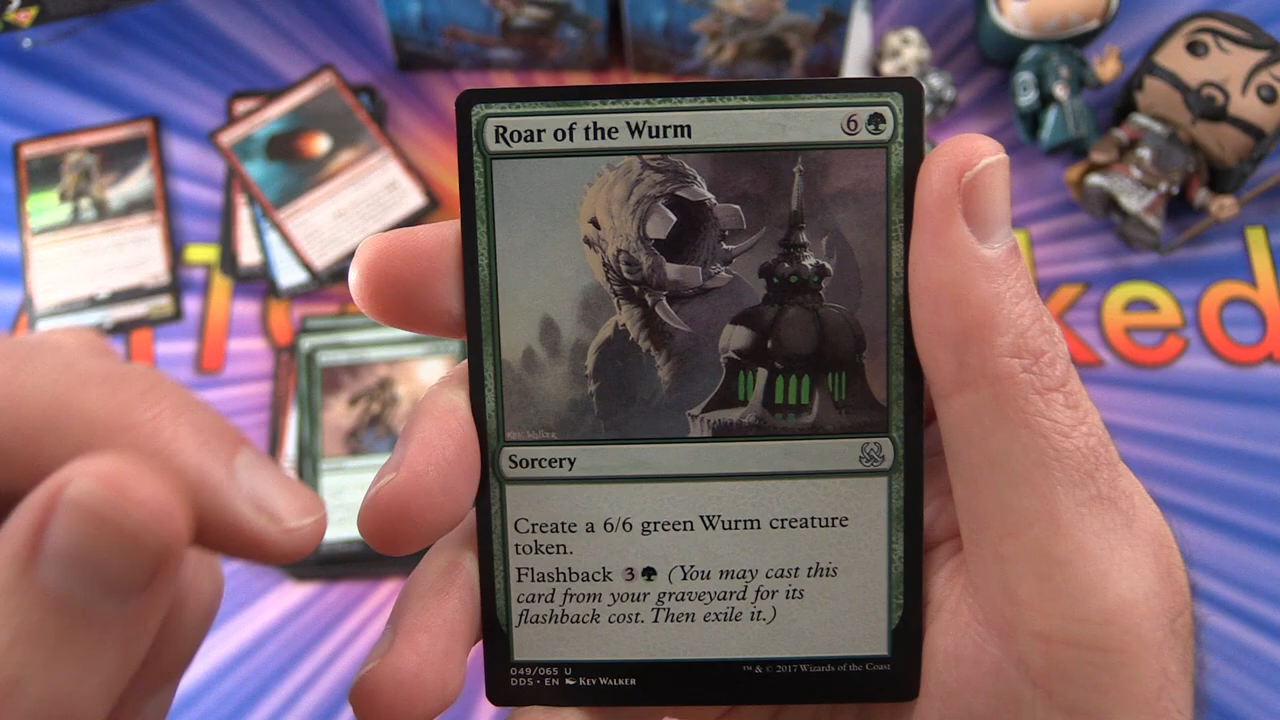 Roar of the Wurm 6
Sorcery
Create a 6/6 green Wurm creature
token.
Flashback 3 (You may cast this
card from your graveyard for its
flashback cost. Then exile it.)
049/065 U
™ & © 2017 Wizards of the Coast
DDS • EN Kev Walker
ked